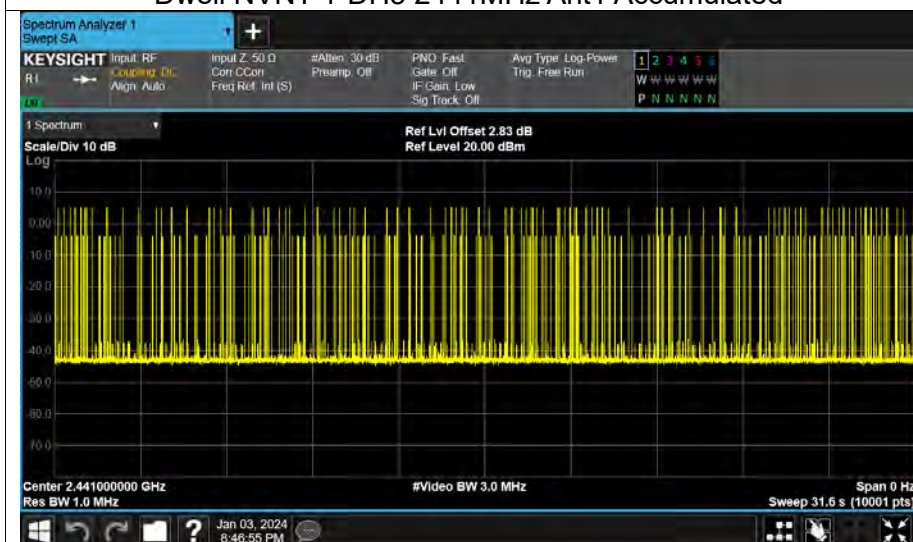 Spectrum Analyzer 1
Swept SA
+
KEYSIGHT Input: RF Input Z: 50 Ω #Atten: 30 dB PNO: Fast Avg Type: Log-Power 1 2 3 4 5 6
Coupling: DC Corr CCorr Preamp: Off Gate: Off Trig: Free Run W W W W W W
Align: Auto Freq Ref: Int (S) IF Gain: Low
Sig Track: Off P N N N N N
1 Spectrum
Ref Lvl Offset 2.83 dB
Scale/Div 10 dB Ref Level 20.00 dBm
Log
10.0
0.00
-10.0
-20.0
-30.0
-40.0
-50.0
-60.0
-70.0
Center 2.441000000 GHz #Video BW 3.0 MHz Span 0 Hz
Res BW 1.0 MHz Sweep 31.6 s (10001 pts)
? Jan 03, 2024
8:46:55 PM